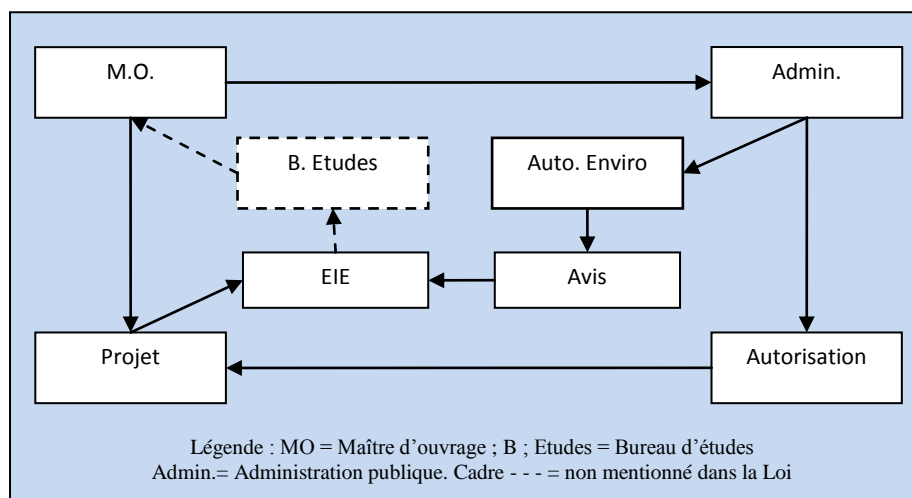 M.O.
Admin.
B. Etudes
Auto. Enviro
EIE
Avis
Projet
Autorisation
Légende : MO = Maître d’ouvrage ; B ; Etudes = Bureau d’études
Admin.= Administration publique. Cadre - - - = non mentionné dans la Loi